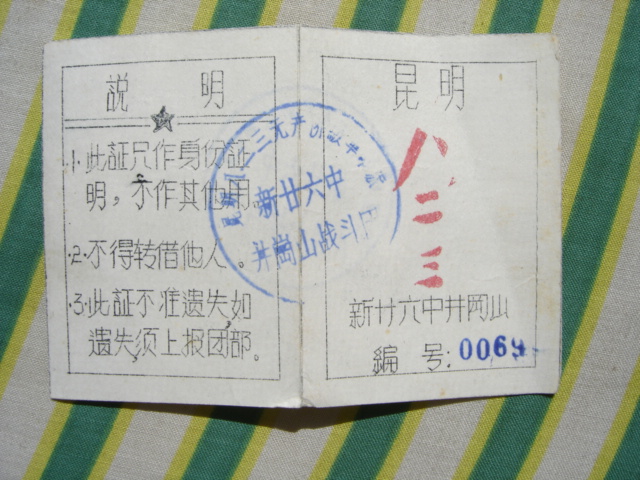 説 明
1.此証只作身份証
明，不作其他用。
2.不得转借他人。
3.此証不准遗失,如
遗失,须上报团部。
新廿六中
井崗山战斗团
昆明
八
二
三
新廿六中井冈山
編 号:0069